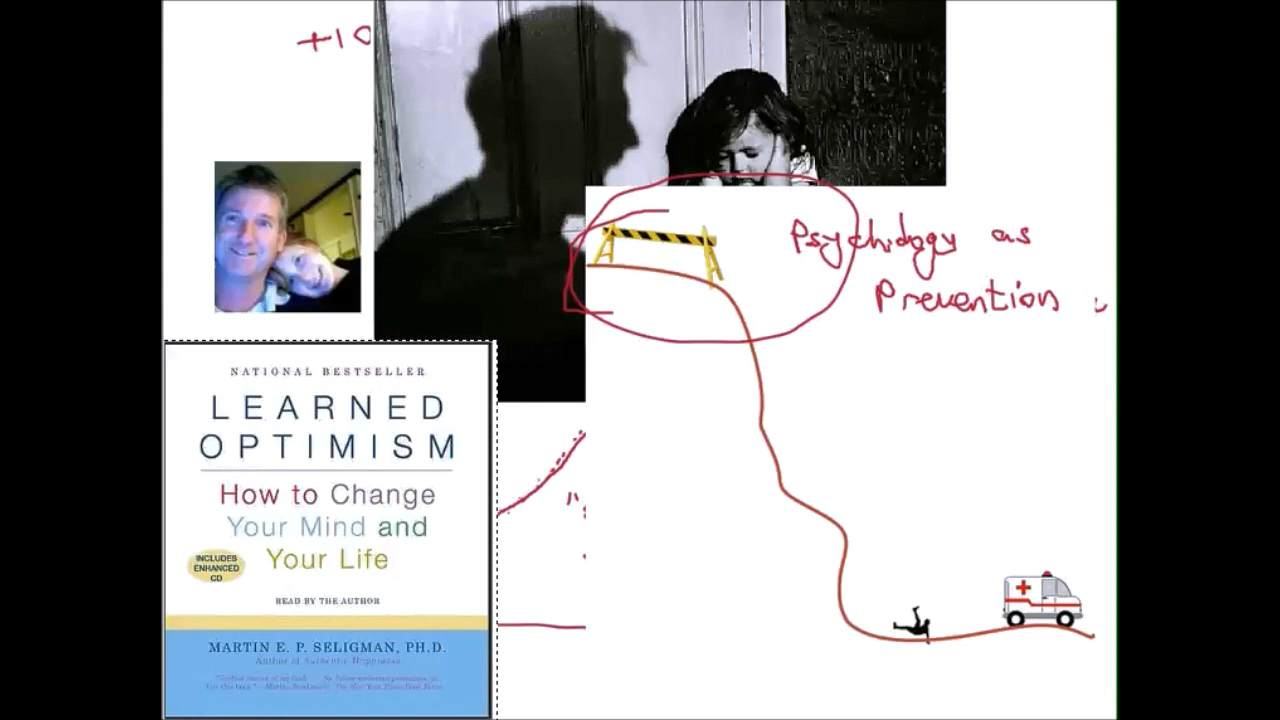 +10
Psychology as
Prevention
NATIONAL BESTSELLER
LEARNED
OPTIMISM
How to Change
Your Mind and
Your Life
INCLUDES
ENHANCED
CD
READ BY THE AUTHOR
MARTIN E. P. SELIGMAN, PH.D.
Author of Authentic Happiness